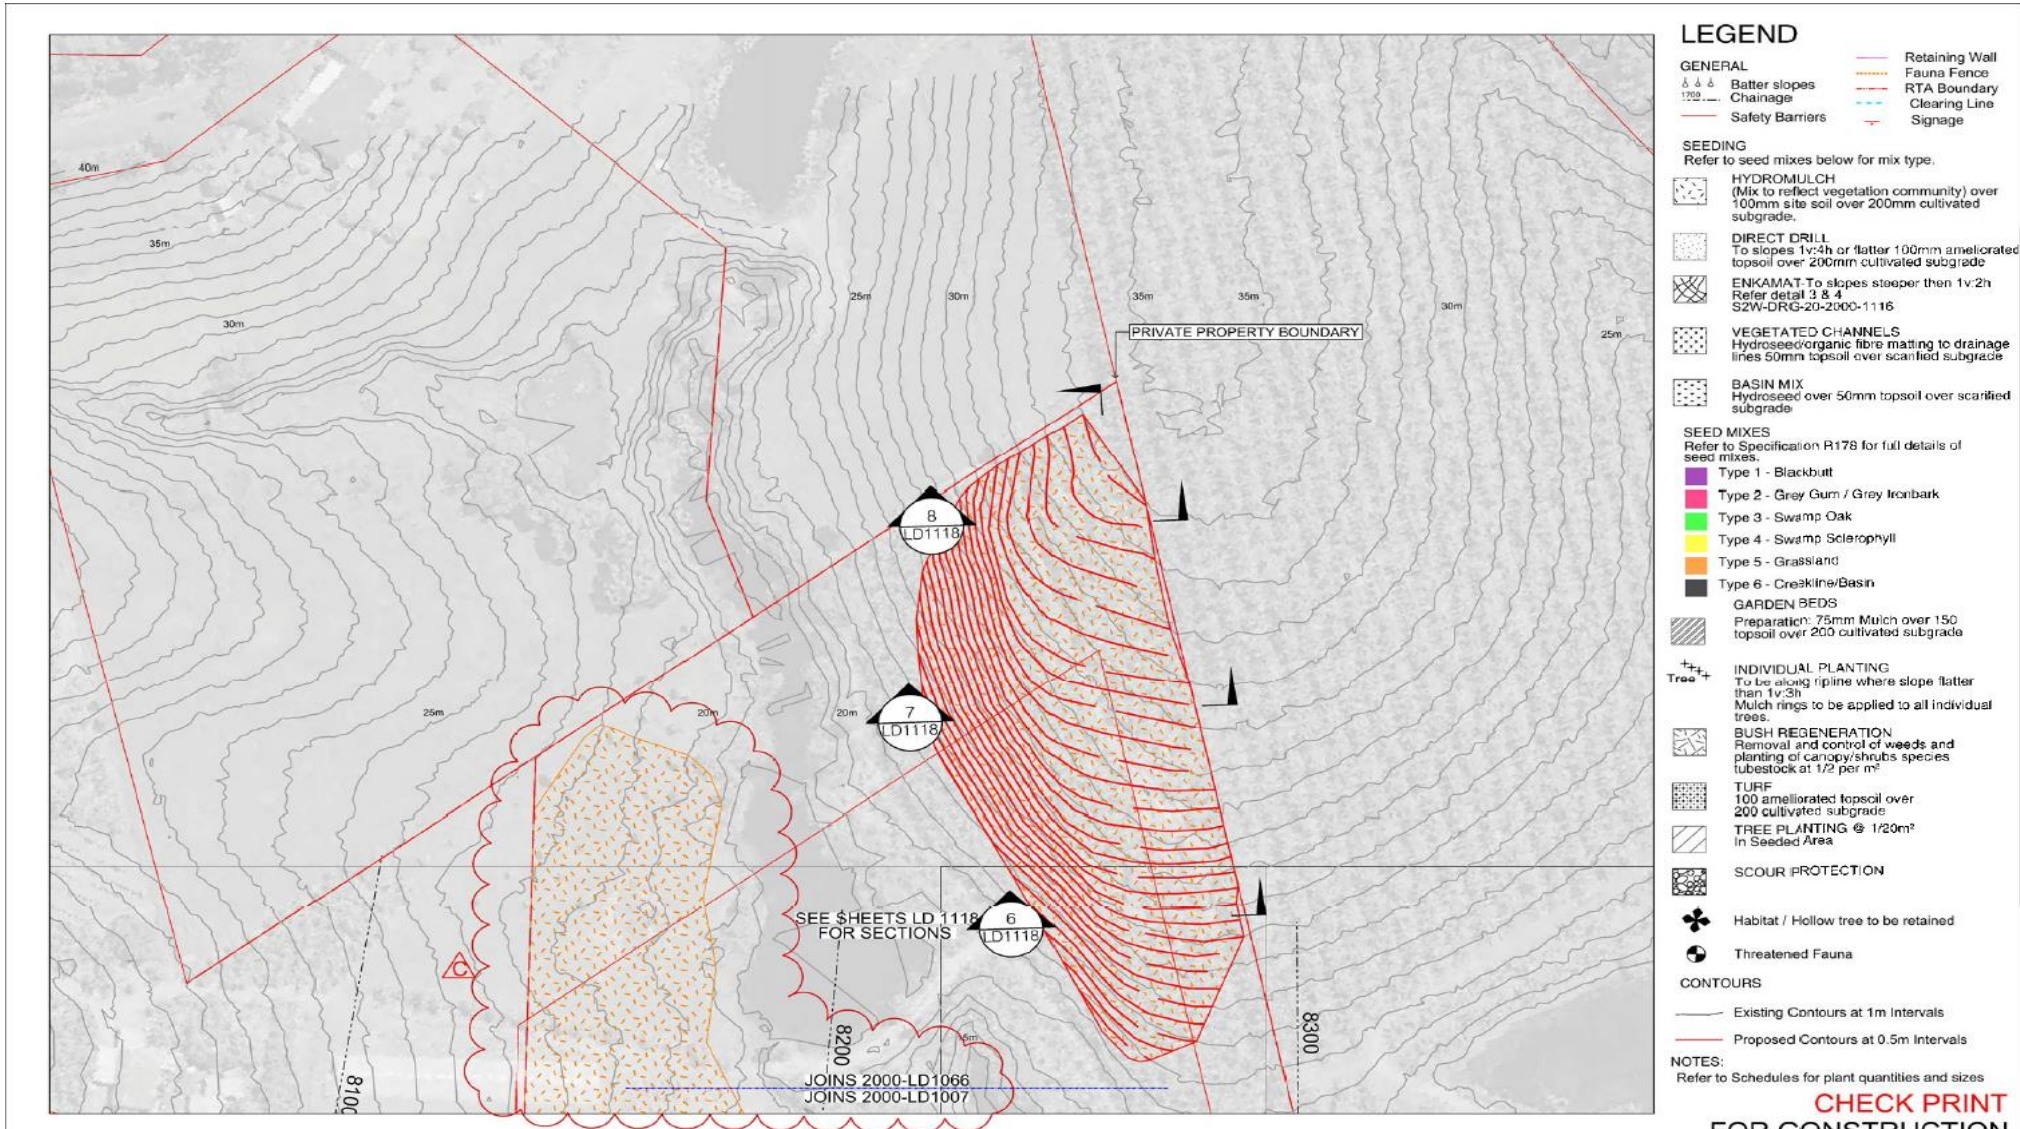 40m
35m
30m
25m
30m
35m
35m
30m
25m
PRIVATE PROPERTY BOUNDARY
8
LD1118
7
LD1118
25m
20m
20m
SEE SHEETS LD 1118
FOR SECTIONS
6
LD1118
C
8100
8200
8300
JOINS 2000-LD1066
JOINS 2000-LD1007
LEGEND
GENERAL
Batter slopes
1700
Chainage
Safety Barriers
Retaining Wall
Fauna Fence
RTA Boundary
Clearing Line
Signage
SEEDING
Refer to seed mixes below for mix type.
HYDROMULCH
(Mix to reflect vegetation community) over
100mm site soil over 200mm cultivated
subgrade.
DIRECT DRILL
To slopes 1v:4h or flatter 100mm ameliorated
topsoil over 200mm cultivated subgrade
ENKAMAT-To slopes steeper then 1v:2h
Refer detail 3 & 4
S2W-DRG-20-2000-1116
VEGETATED CHANNELS
Hydroseed/organic fibre matting to drainage
lines 50mm topsoil over scarified subgrade
BASIN MIX
Hydroseed over 50mm topsoil over scarified
subgrade
SEED MIXES
Refer to Specification R178 for full details of
seed mixes.
Type 1 - Blackbutt
Type 2 - Grey Gum / Grey Ironbark
Type 3 - Swamp Oak
Type 4 - Swamp Sclerophyll
Type 5 - Grassland
Type 6 - Creekline/Basin
GARDEN BEDS
Preparation: 75mm Mulch over 150
topsoil over 200 cultivated subgrade
Tree
INDIVIDUAL PLANTING
To be along ripline where slope flatter
than 1v:3h
Mulch rings to be applied to all individual
trees.
BUSH REGENERATION
Removal and control of weeds and
planting of canopy/shrubs species
tubestock at 1/2 per m²
TURF
100 ameliorated topsoil over
200 cultivated subgrade
TREE PLANTING @ 1/20m²
In Seeded Area
SCOUR PROTECTION
Habitat / Hollow tree to be retained
Threatened Fauna
CONTOURS
Existing Contours at 1m Intervals
Proposed Contours at 0.5m Intervals
NOTES:
Refer to Schedules for plant quantities and sizes
CHECK PRINT
FOR CONSTRUCTION